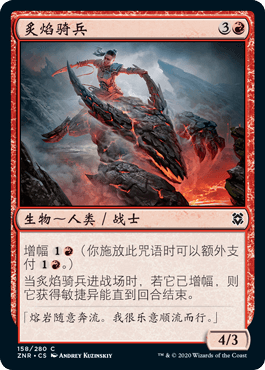 炙焰骑兵 3
生物～人类 / 战士
增幅 1 （你施放此咒语时可以额外支
付 1 。）
当炙焰骑兵进战场时，若它已增幅，则
它获得敏捷异能直到回合结束。
「熔岩随意奔流。我很乐意顺流而行。」
4/3
158/280 C
ZNR • CS Andrey Kuzinskiy
™ & © 2020 Wizards of the Coast